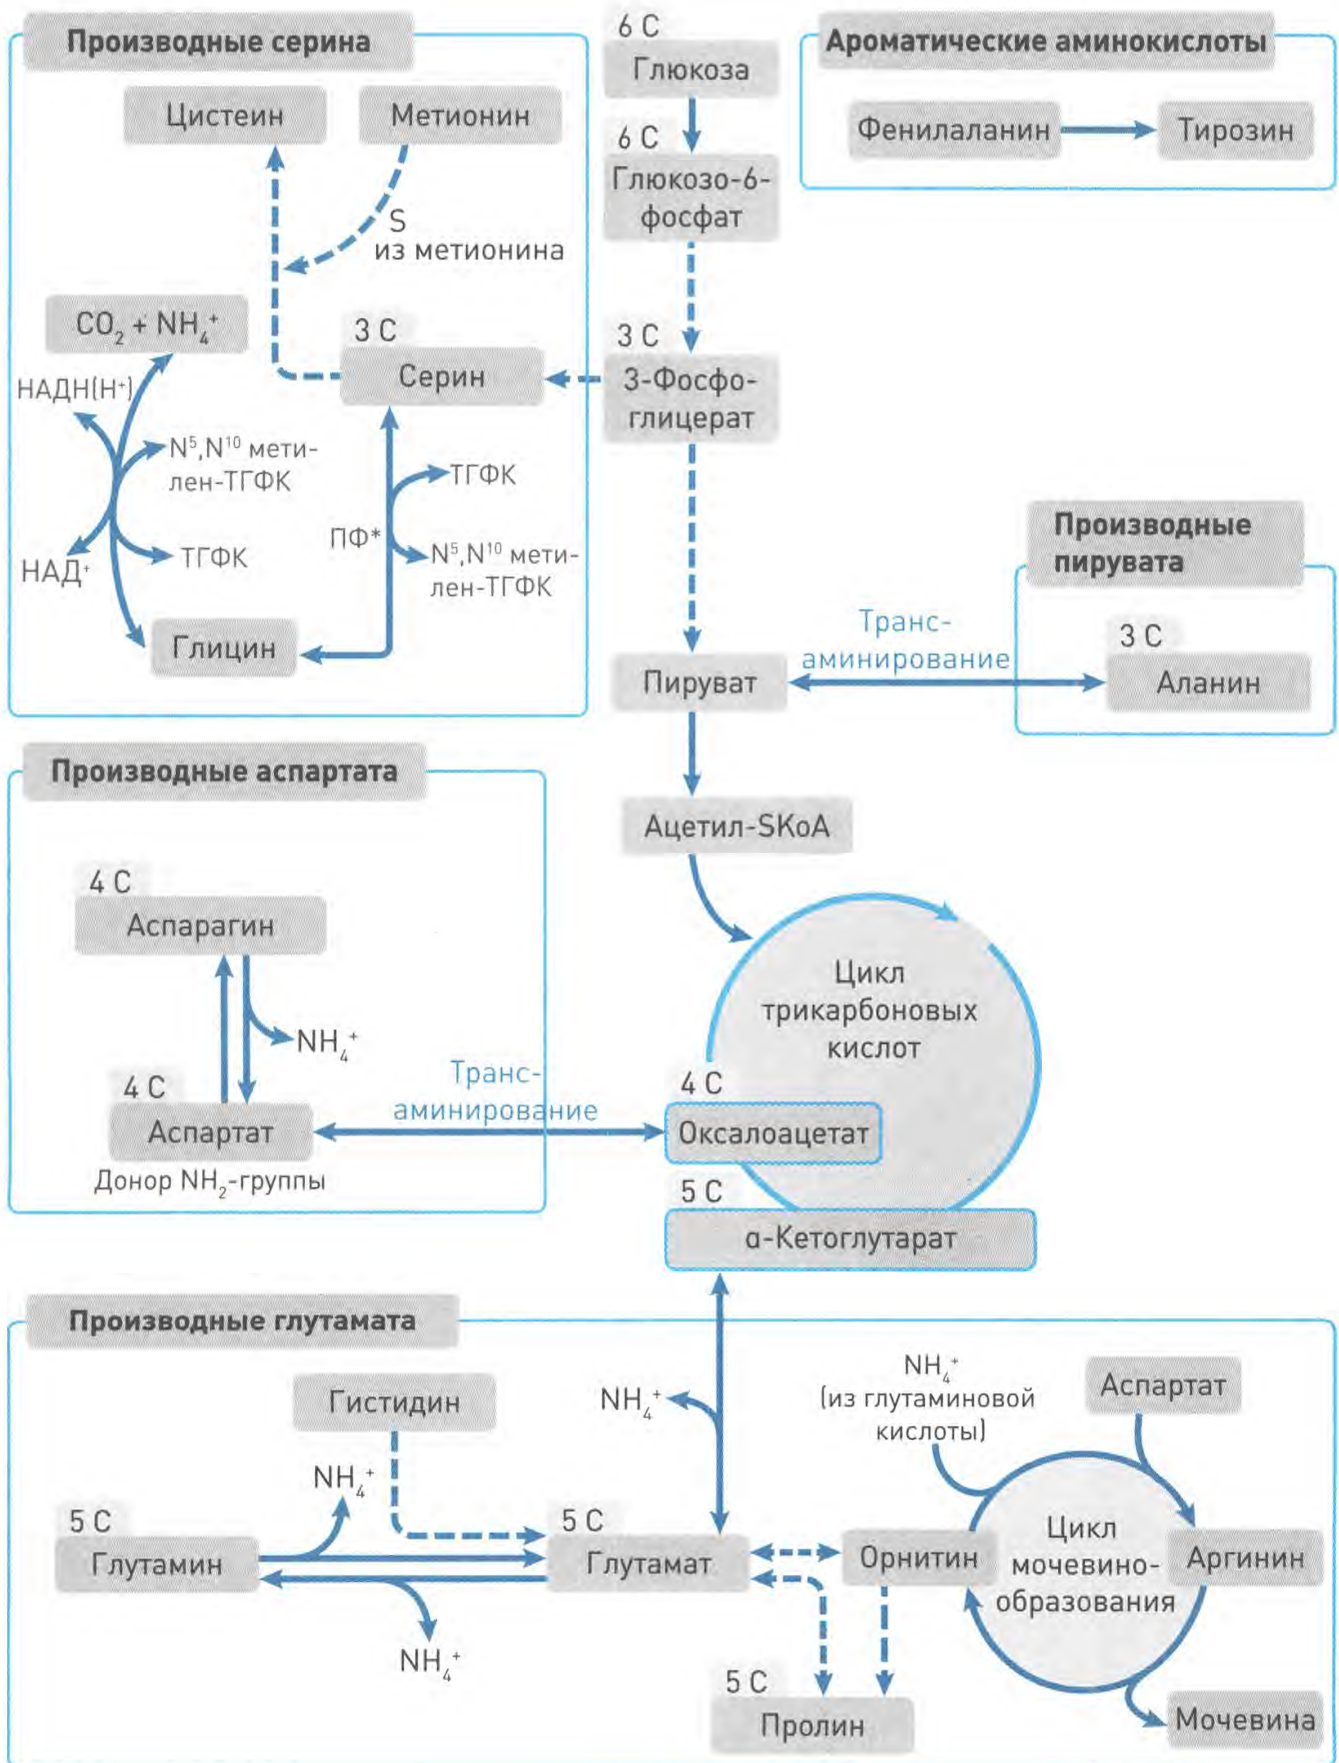 Производные серина
Цистеин
Метионин
S
из метионина
CO₂ + NH₄⁺
3 С
Серин
НАДН(Н⁺)
N⁵,N¹⁰ мети-
лен-ТГФК
ТГФК
НАД⁺
ПФ*
ТГФК
N⁵,N¹⁰ мети-
лен-ТГФК
Глицин
6 С
Глюкоза
6 С
Глюкозо-6-
фосфат
3 С
3-Фосфо-
глицерат
Пируват
Ацетил-SКоА
Ароматические аминокислоты
Фенилаланин
Тирозин
Производные
пирувата
Транс-
аминирование
3 С
Аланин
Производные аспартата
4 С
Аспарагин
NH₄⁺
4 С
Аспартат
Донор NH₂-группы
Транс-
аминирование
Цикл
трикарбоновых
кислот
4 С
Оксалоацетат
5 С
α-Кетоглутарат
Производные глутамата
Гистидин
NH₄⁺
NH₄⁺
5 С
Глутамин
NH₄⁺
5 С
Глутамат
NH₄⁺
(из глутаминовой
кислоты)
Аспартат
Орнитин
Цикл
мочевино-
образования
Аргинин
5 С
Пролин
Мочевина